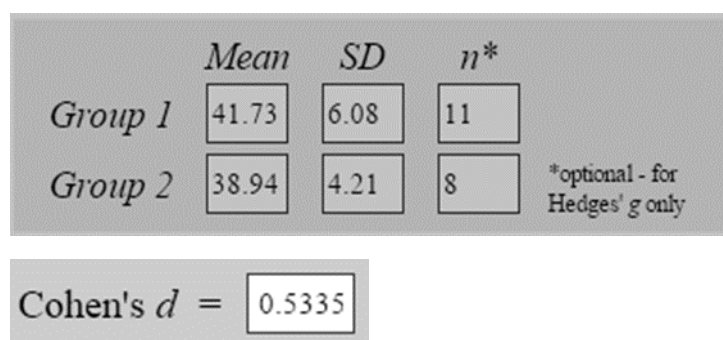 Mean SD n*
Group 1 41.73 6.08 11
Group 2 38.94 4.21 8 *optional - for
Hedges' g only
Cohen's d = 0.5335